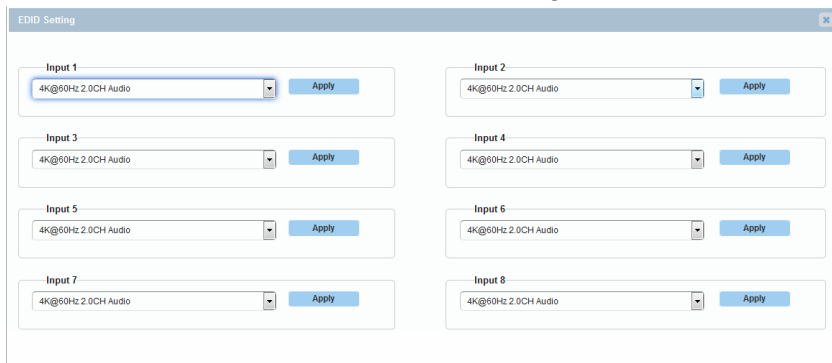 EDID Setting
Input 1
4K@60Hz 2.0CH Audio
Apply
Input 2
4K@60Hz 2.0CH Audio
Apply
Input 3
4K@60Hz 2.0CH Audio
Apply
Input 4
4K@60Hz 2.0CH Audio
Apply
Input 5
4K@60Hz 2.0CH Audio
Apply
Input 6
4K@60Hz 2.0CH Audio
Apply
Input 7
4K@60Hz 2.0CH Audio
Apply
Input 8
4K@60Hz 2.0CH Audio
Apply